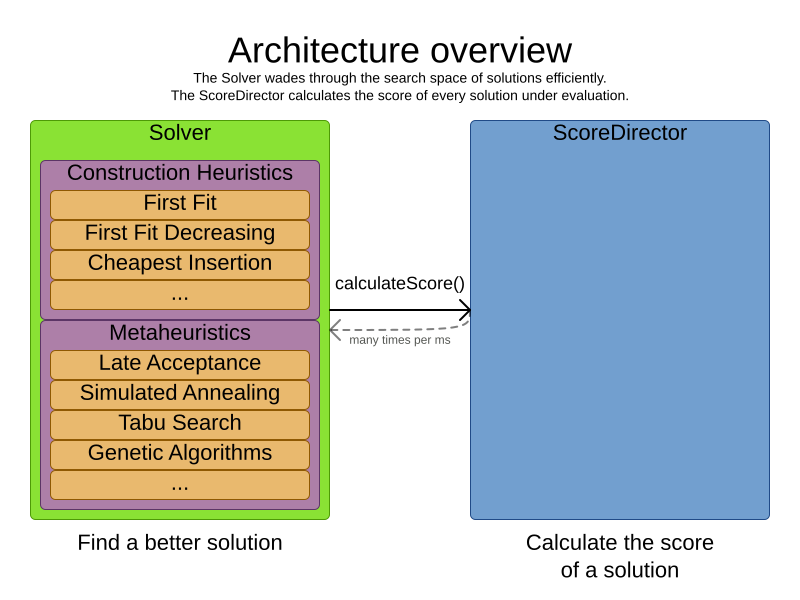 Architecture overview
The Solver wades through the search space of solutions efficiently.
The ScoreDirector calculates the score of every solution under evaluation.
Solver
Construction Heuristics
First Fit
First Fit Decreasing
Cheapest Insertion
...
Metaheuristics
Late Acceptance
Simulated Annealing
Tabu Search
Genetic Algorithms
...
Find a better solution
calculateScore()
many times per ms
ScoreDirector
Calculate the score
of a solution